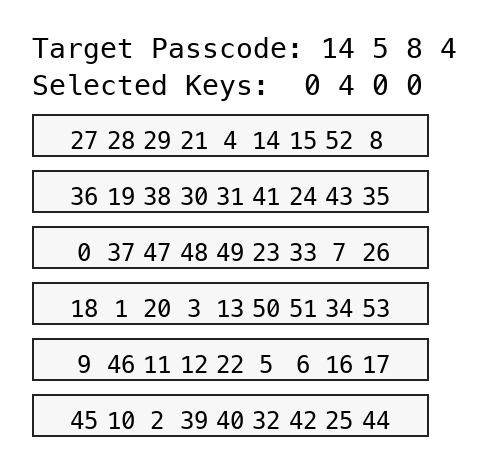 Target Passcode: 14 5 8 4
Selected Keys: 0 4 0 0
27 28 29 21 4 14 15 52 8
36 19 38 30 31 41 24 43 35
0 37 47 48 49 23 33 7 26
18 1 20 3 13 50 51 34 53
9 46 11 12 22 5 6 16 17
45 10 2 39 40 32 42 25 44